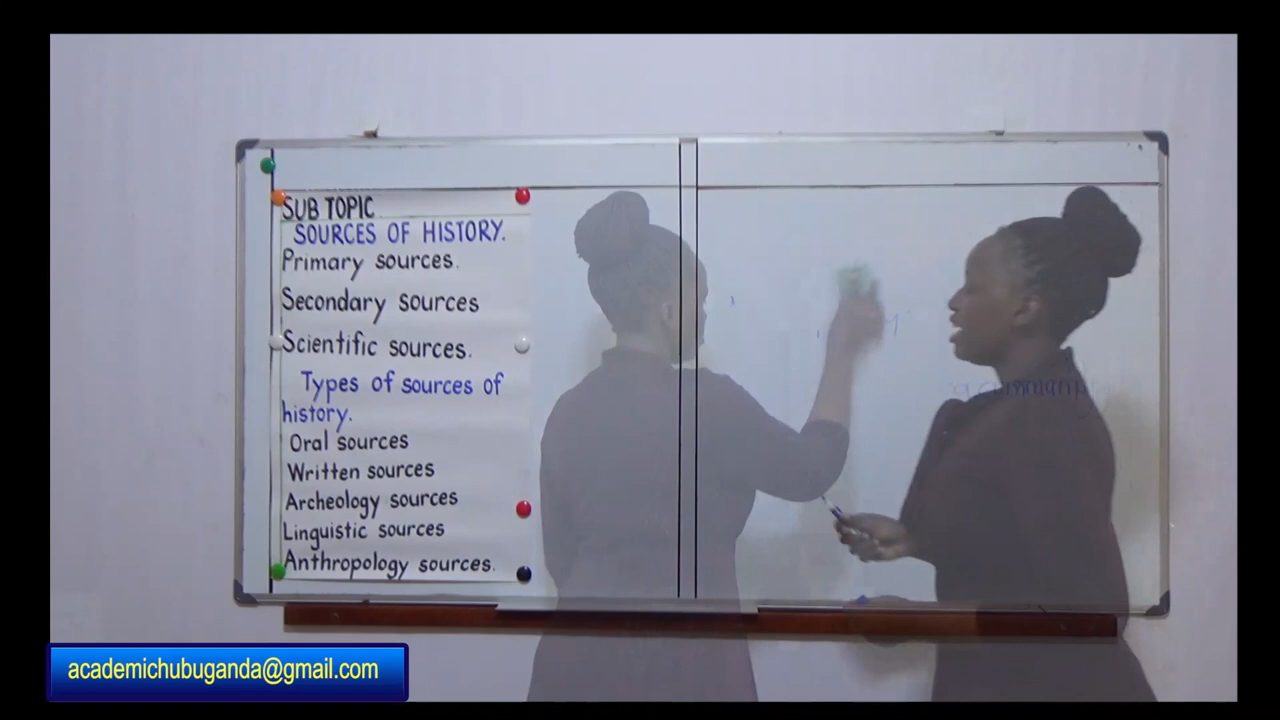 SUB TOPIC
SOURCES OF HISTORY.
Primary sources.
Secondary sources
Scientific sources.
Types of sources of
history.
Oral sources
Written sources
Archeology sources
Linguistic sources
Anthropology sources.
academichubuganda@gmail.com